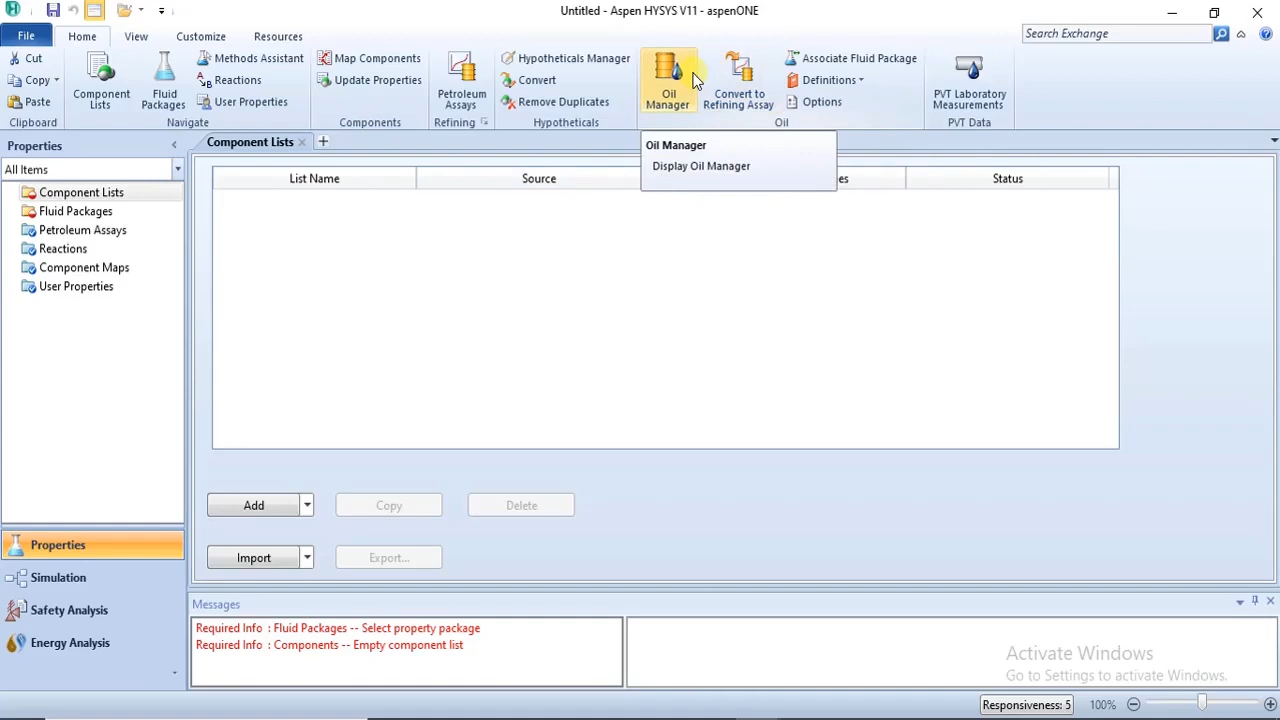 Untitled - Aspen HYSYS V11 - aspenONE
File Home View Customize Resources
Search Exchange
Cut
Copy
Paste
Clipboard
Component Lists
Fluid Packages
Methods Assistant
Reactions
User Properties
Navigate
Map Components
Update Properties
Components
Petroleum Assays
Refining
Hypotheticals Manager
Convert
Remove Duplicates
Hypotheticals
Oil Manager
Convert to Refining Assay
Associate Fluid Package
Definitions
Options
Oil
PVT Laboratory Measurements
PVT Data
Properties
All Items
Component Lists
Fluid Packages
Petroleum Assays
Reactions
Component Maps
User Properties
Properties
Simulation
Safety Analysis
Energy Analysis
Component Lists
Oil Manager
Display Oil Manager
List Name Source Status
Add Copy Delete
Import Export...
Messages
Required Info : Fluid Packages -- Select property package
Required Info : Components -- Empty component list
Activate Windows
Go to Settings to activate Windows.
Responsiveness: 5 100%